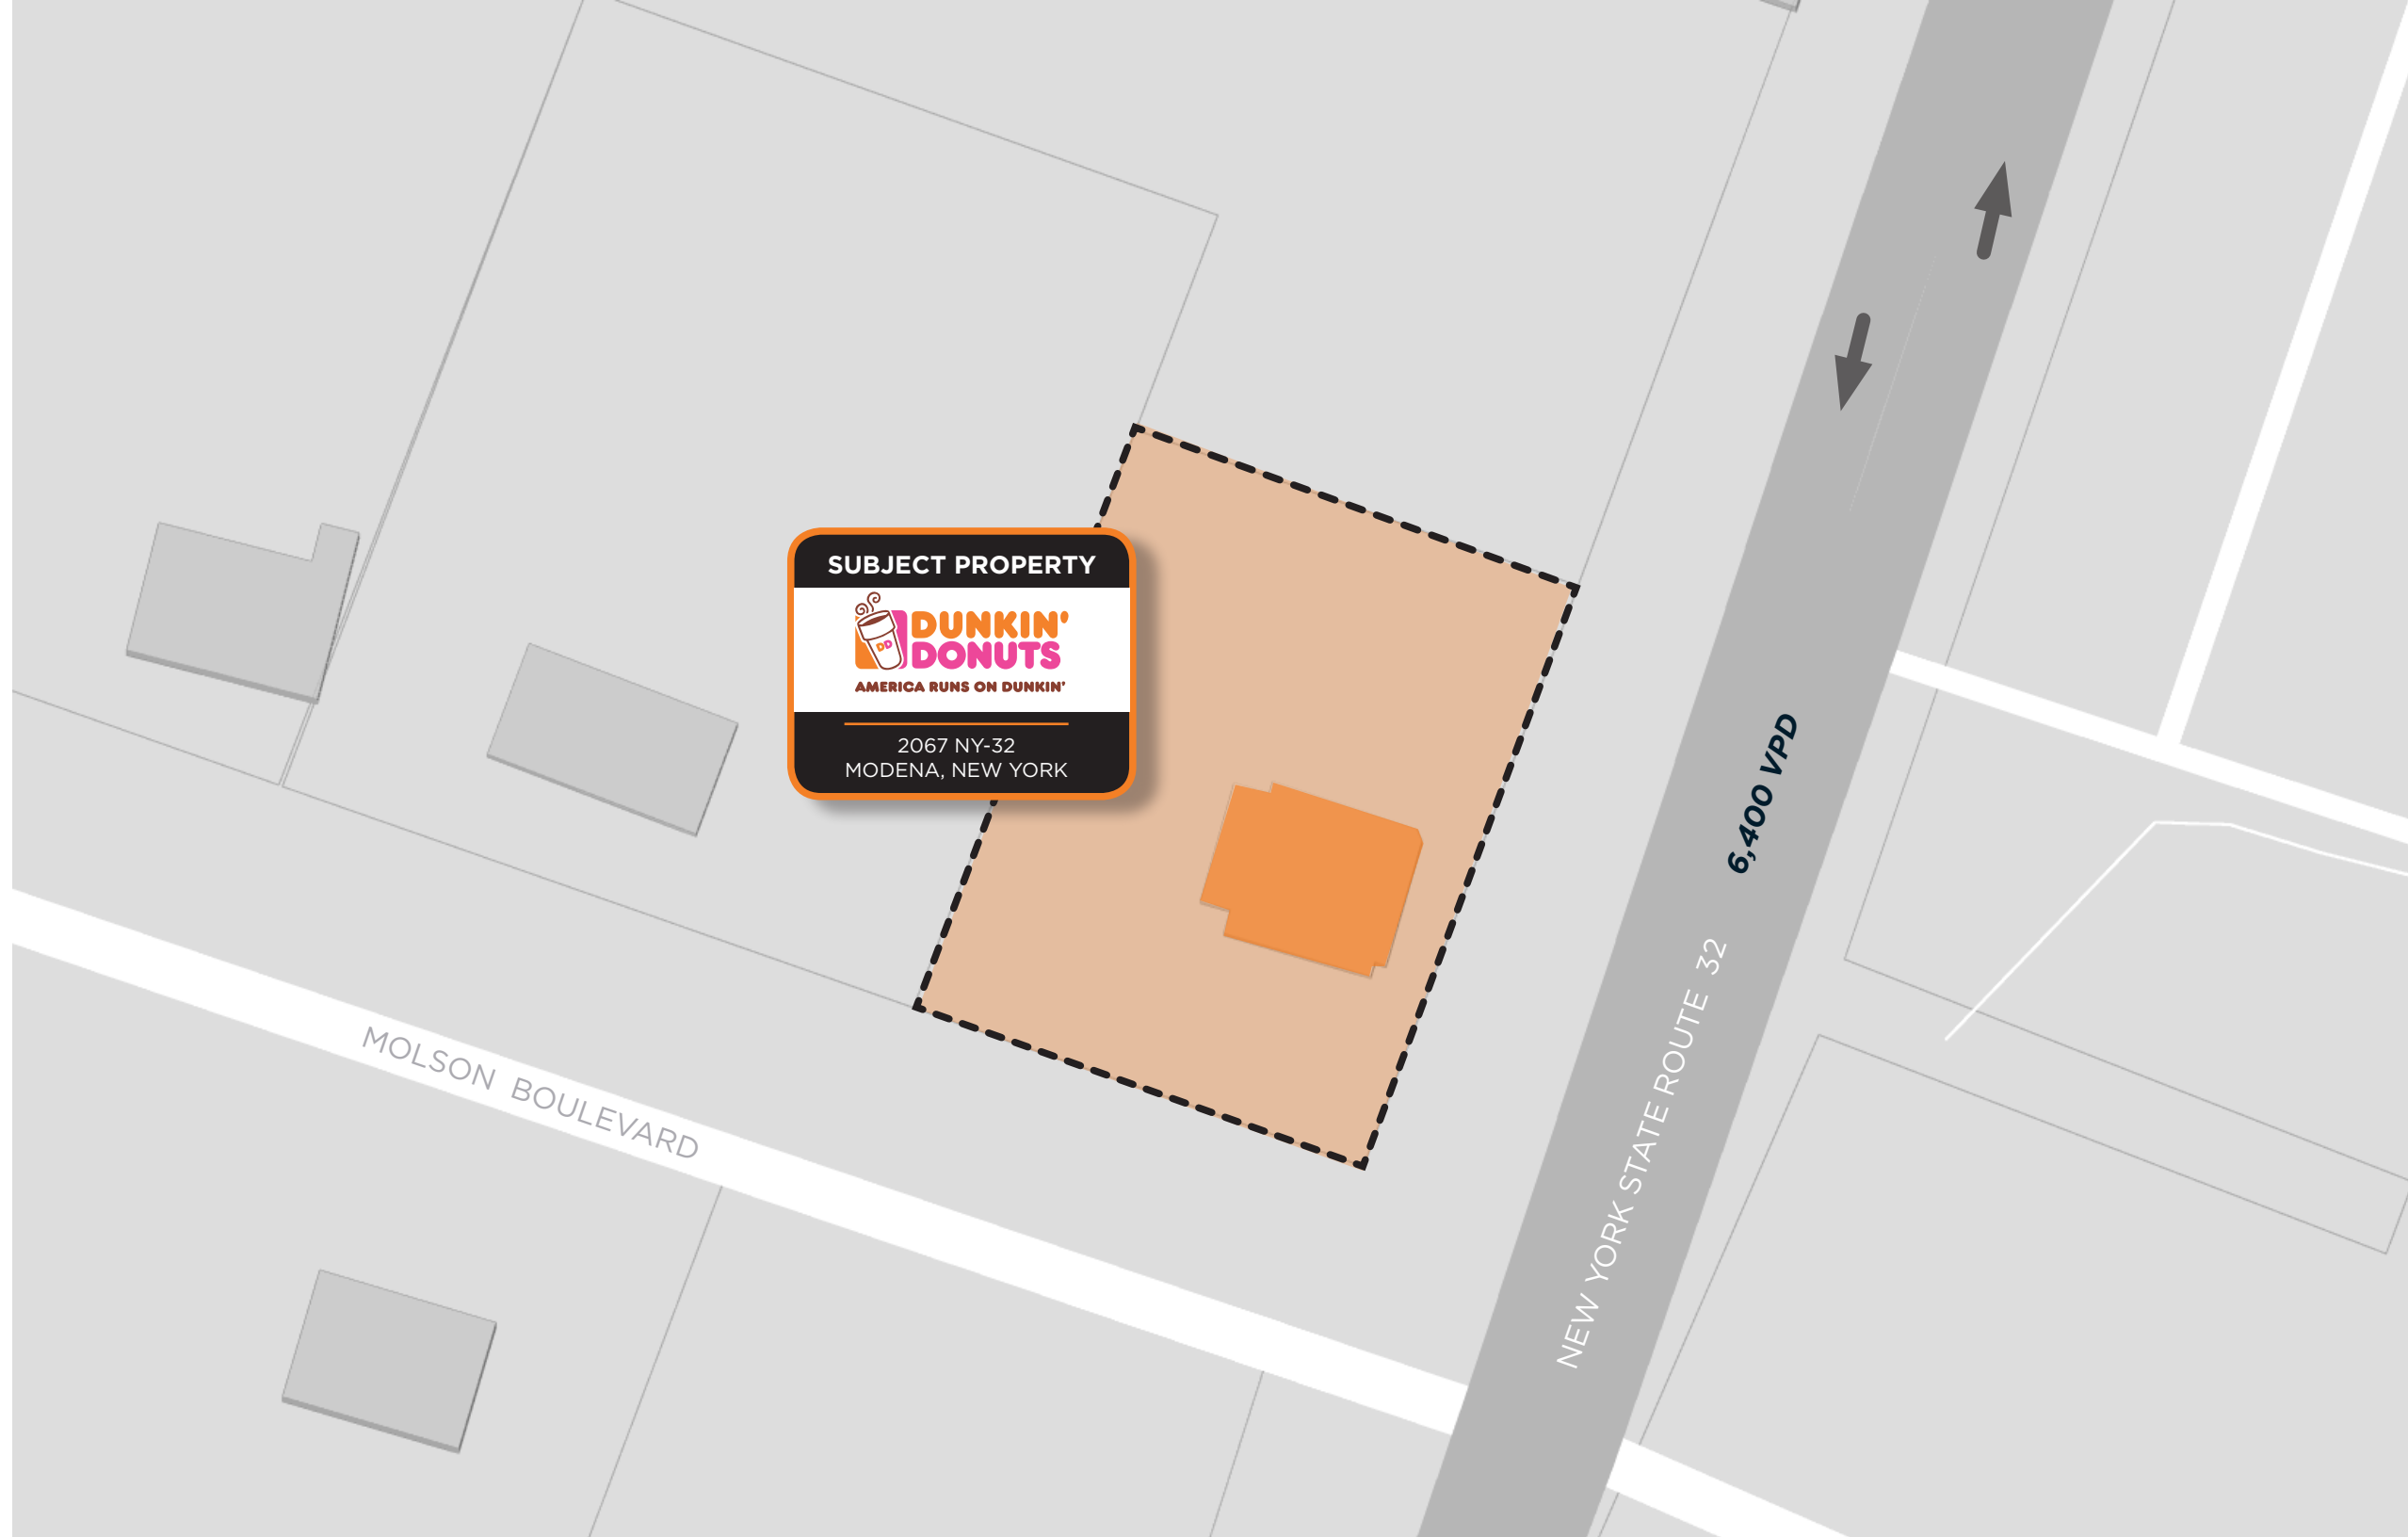 SUBJECT PROPERTY
DD
DUNKIN'
DONUTS
AMERICA RUNS ON DUNKIN'
2067 NY-32
MODENA, NEW YORK
6,400 VPD
NEW YORK STATE ROUTE 32
MOLSON BOULEVARD